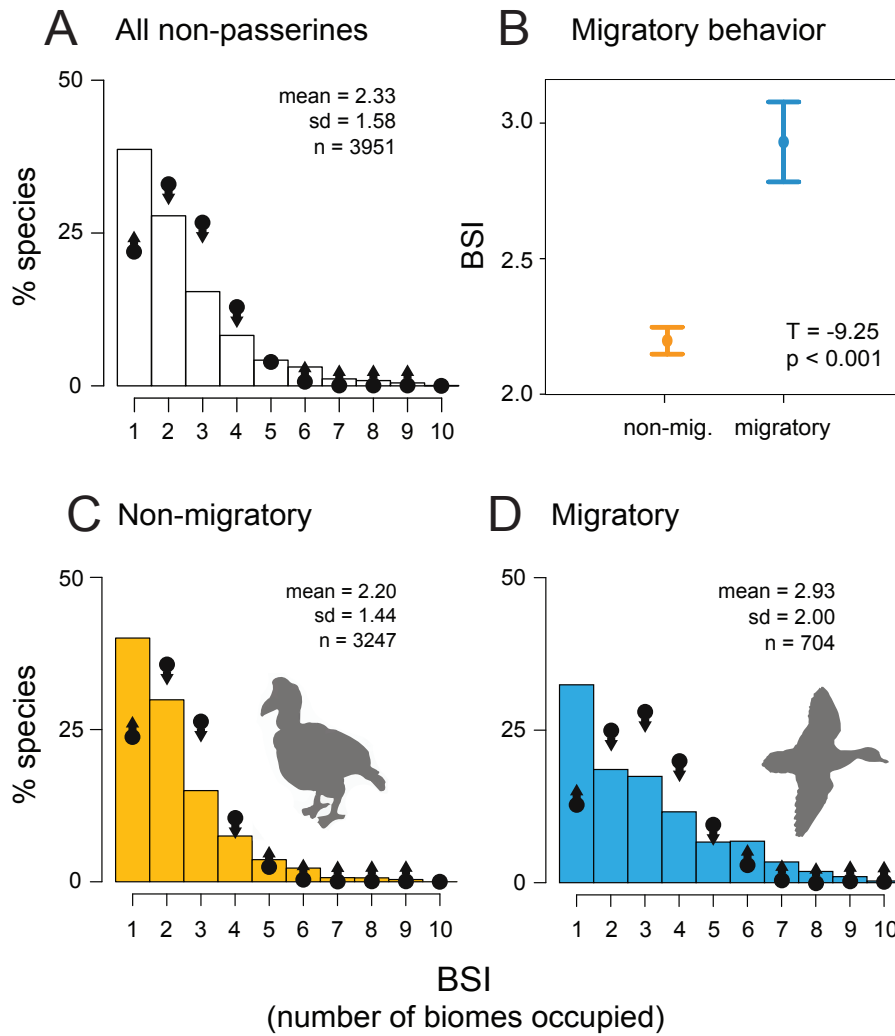 A All non-passerines
50
25
0
% species
mean = 2.33
sd = 1.58
n = 3951
1 2 3 4 5 6 7 8 9 10
B Migratory behavior
3.0
2.5
2.0
BSI
T = -9.25
p < 0.001
non-mig. migratory
C Non-migratory
50
25
0
% species
mean = 2.20
sd = 1.44
n = 3247
1 2 3 4 5 6 7 8 9 10
D Migratory
50
25
0
mean = 2.93
sd = 2.00
n = 704
1 2 3 4 5 6 7 8 9 10
BSI
(number of biomes occupied)